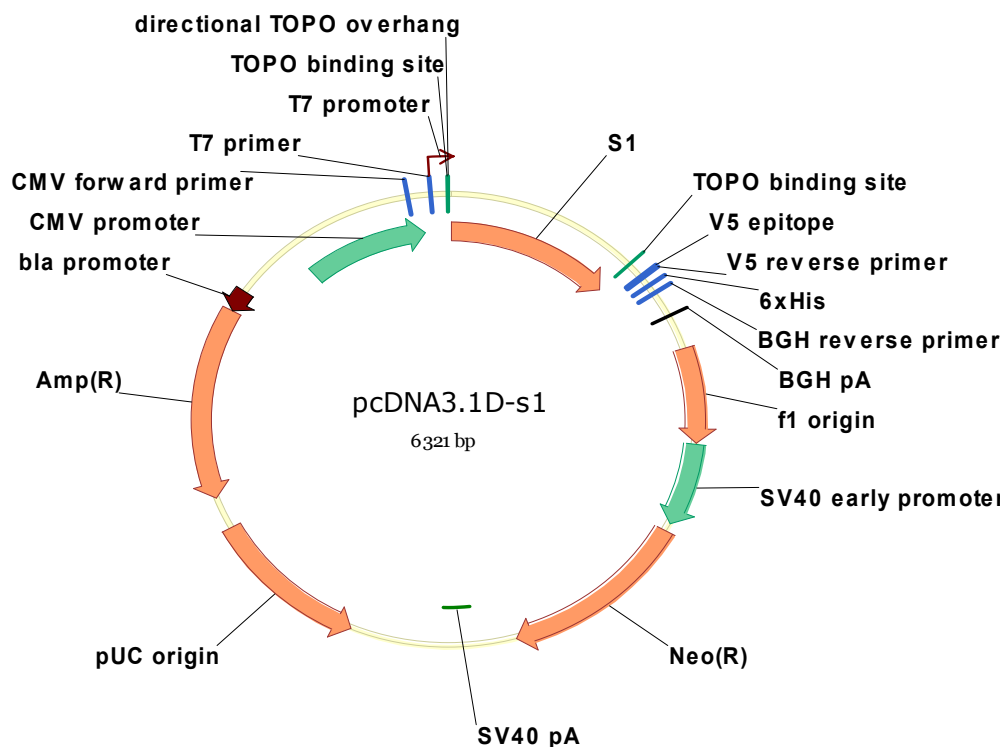 directional TOPO overhang
TOPO binding site
T7 promoter
T7 primer
S1
CMV forward primer
TOPO binding site
CMV promoter
V5 epitope
bla promoter
V5 reverse primer
6xHis
BGH reverse primer
Amp(R)
BGH pA
pcDNA3.1D-s1
f1 origin
6321 bp
SV40 early promoter
pUC origin
Neo(R)
SV40 pA